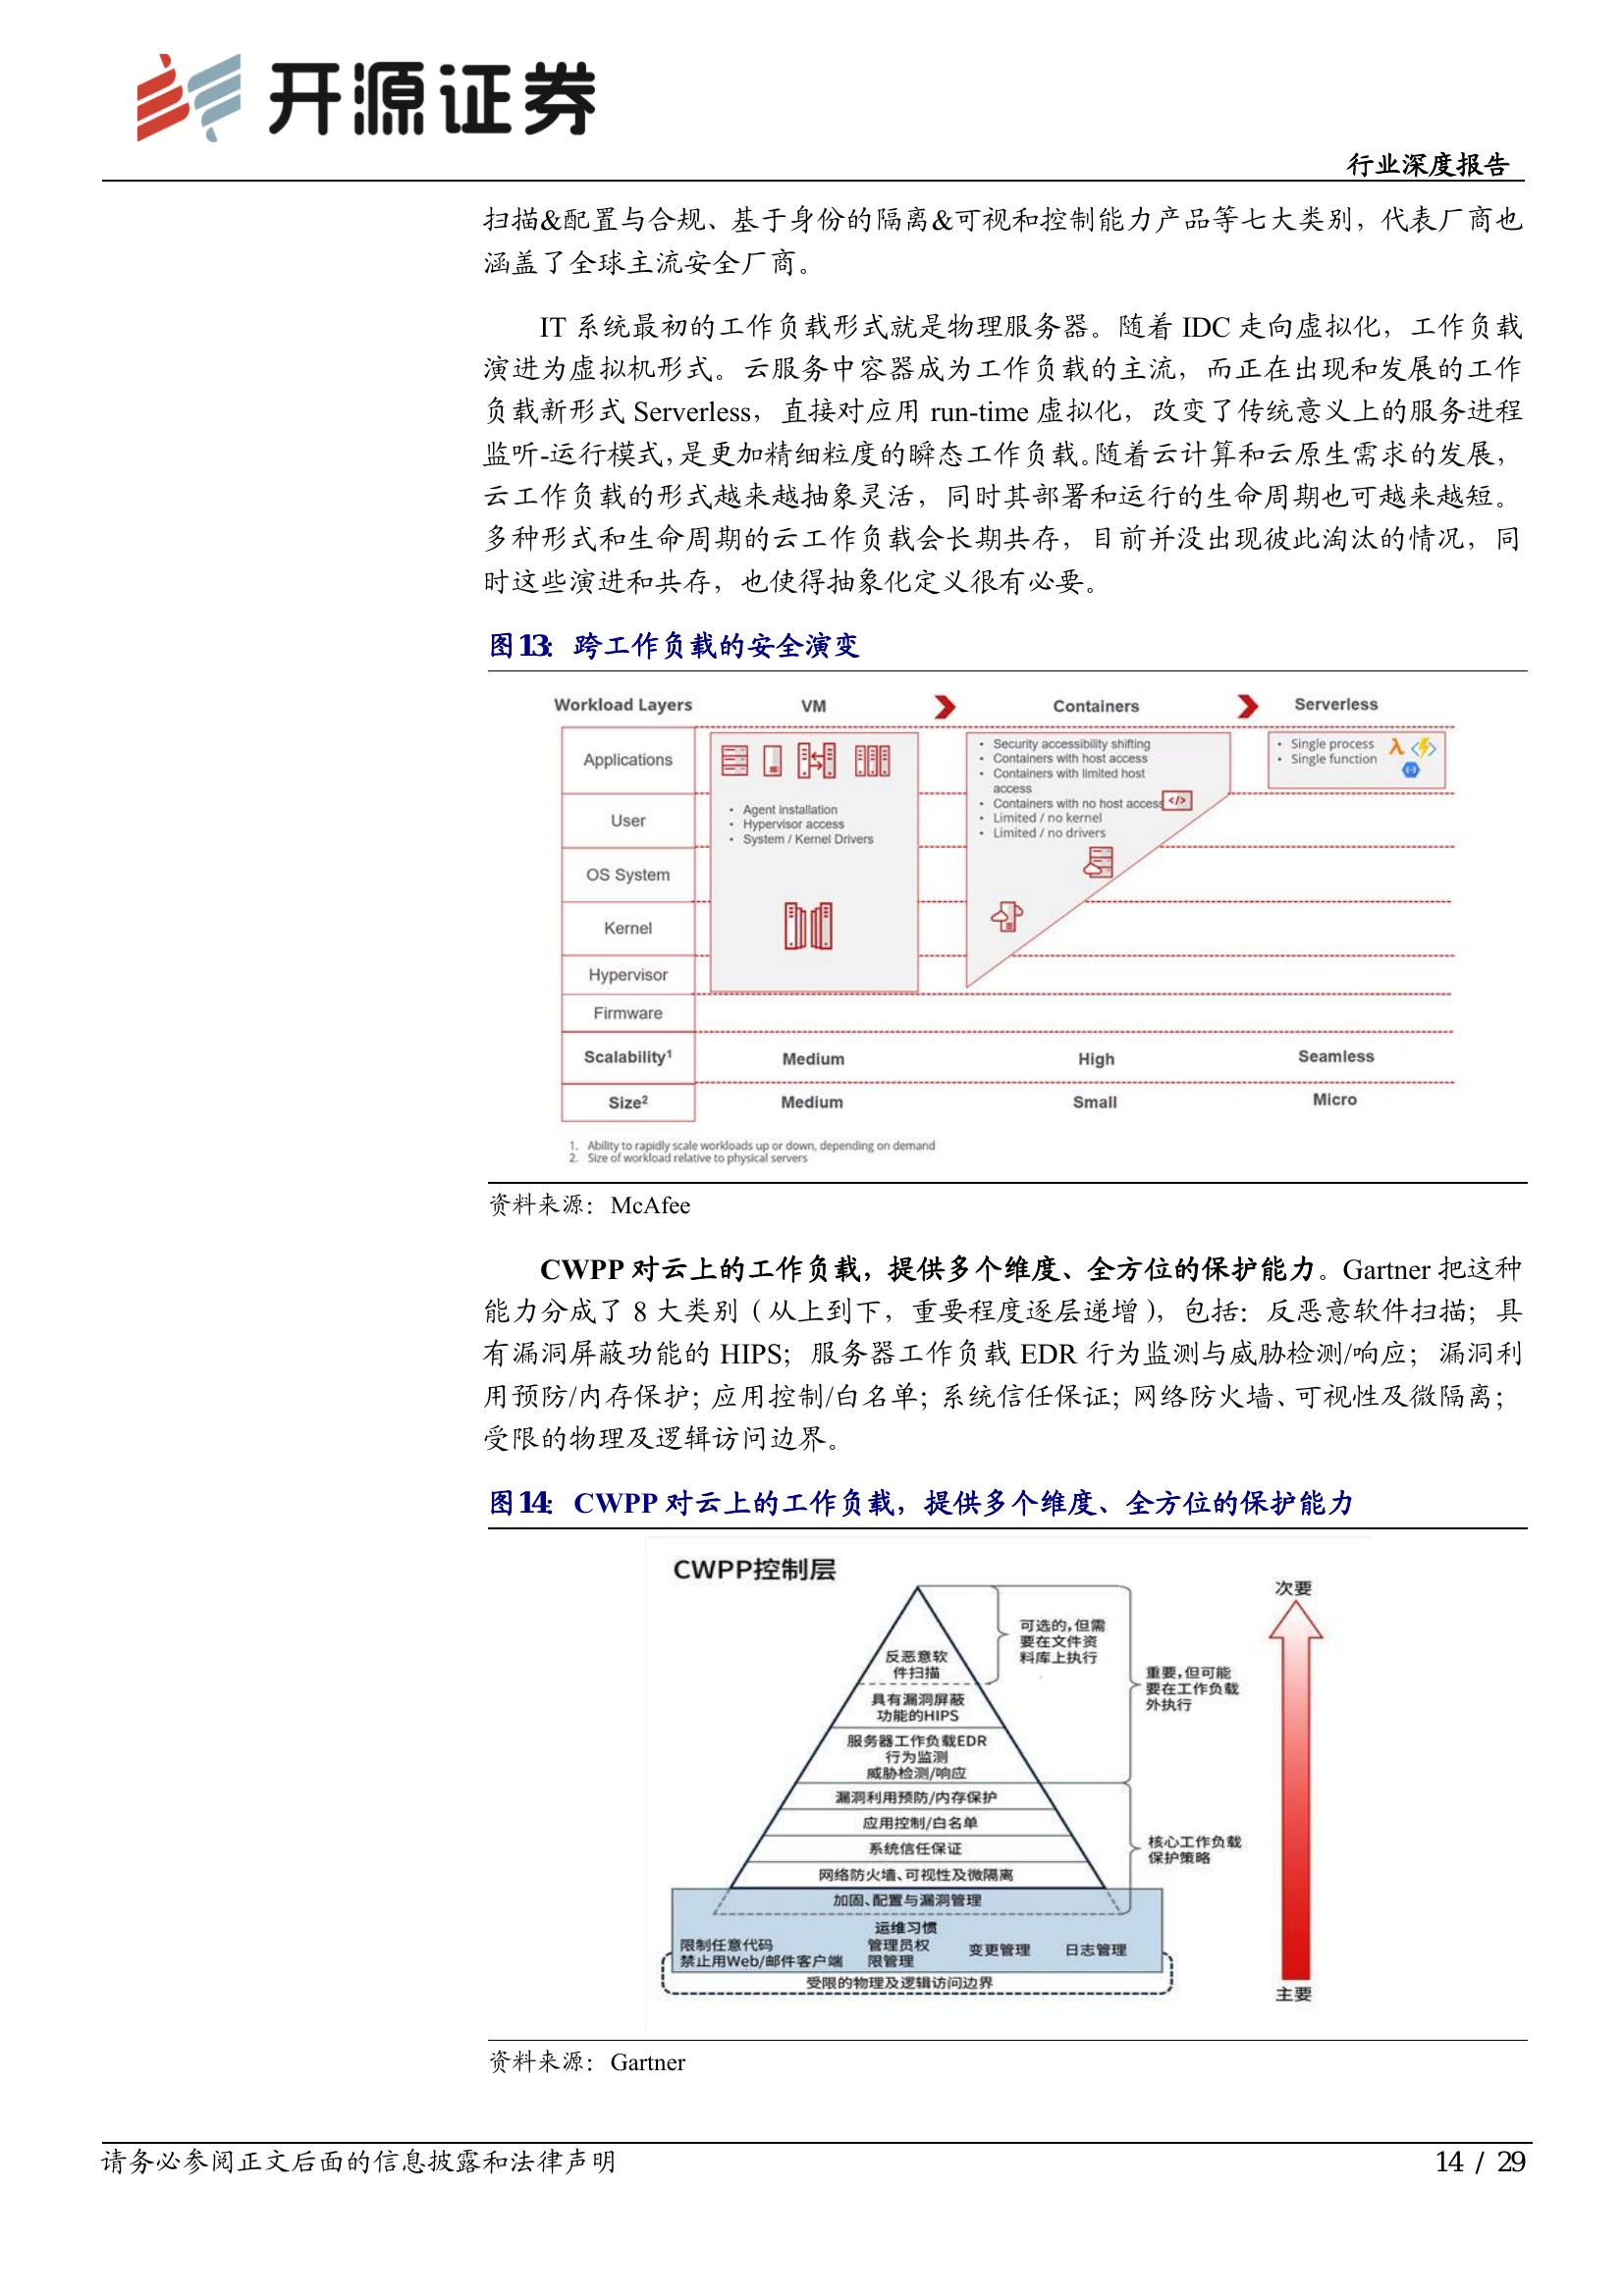 开源证券
行业深度报告
扫描&配置与合规、基于身份的隔离&可视和控制能力产品等七大类别，代表厂商也
涵盖了全球主流安全厂商。
IT 系统最初的工作负载形式就是物理服务器。随着 IDC 走向虚拟化，工作负载
演进为虚拟机形式。云服务中容器成为工作负载的主流，而正在出现和发展的工作
负载新形式 Serverless，直接对应用 run-time 虚拟化，改变了传统意义上的服务进程
监听-运行模式，是更加精细粒度的瞬态工作负载。随着云计算和云原生需求的发展，
云工作负载的形式越来越抽象灵活，同时其部署和运行的生命周期也可越来越短。
多种形式和生命周期的云工作负载会长期共存，目前并没出现彼此淘汰的情况，同
时这些演进和共存，也使得抽象化定义很有必要。
图13：跨工作负载的安全演变
Workload Layers VM Containers Serverless
Applications
• Security accessibility shifting
• Containers with host access
• Containers with limited host
access
• Containers with no host access
• Limited / no kernel
• Limited / no drivers
</>
• Single process
• Single function
λ
User
• Agent installation
• Hypervisor access
• System / Kernel Drivers
OS System
Kernel
Hypervisor
Firmware
Scalability¹ Medium High Seamless
Size² Medium Small Micro
1. Ability to rapidly scale workloads up or down, depending on demand
2. Size of workload relative to physical servers
资料来源：McAfee
CWPP 对云上的工作负载，提供多个维度、全方位的保护能力。Gartner 把这种
能力分成了 8 大类别（从上到下，重要程度逐层递增），包括：反恶意软件扫描；具
有漏洞屏蔽功能的 HIPS；服务器工作负载 EDR 行为监测与威胁检测/响应；漏洞利
用预防/内存保护；应用控制/白名单；系统信任保证；网络防火墙、可视性及微隔离；
受限的物理及逻辑访问边界。
图14：CWPP 对云上的工作负载，提供多个维度、全方位的保护能力
CWPP控制层
次要
可选的，但需
要在文件资
料库上执行
反恶意软
件扫描
重要，但可能
要在工作负载
外执行
具有漏洞屏蔽
功能的HIPS
服务器工作负载EDR
行为监测
威胁检测/响应
漏洞利用预防/内存保护
应用控制/白名单
核心工作负载
保护策略
系统信任保证
网络防火墙、可视性及微隔离
加固、配置与漏洞管理
运维习惯
限制任意代码
禁止用Web/邮件客户端
管理员权
限管理
变更管理
日志管理
受限的物理及逻辑访问边界
主要
资料来源：Gartner
请务必参阅正文后面的信息披露和法律声明 14 / 29